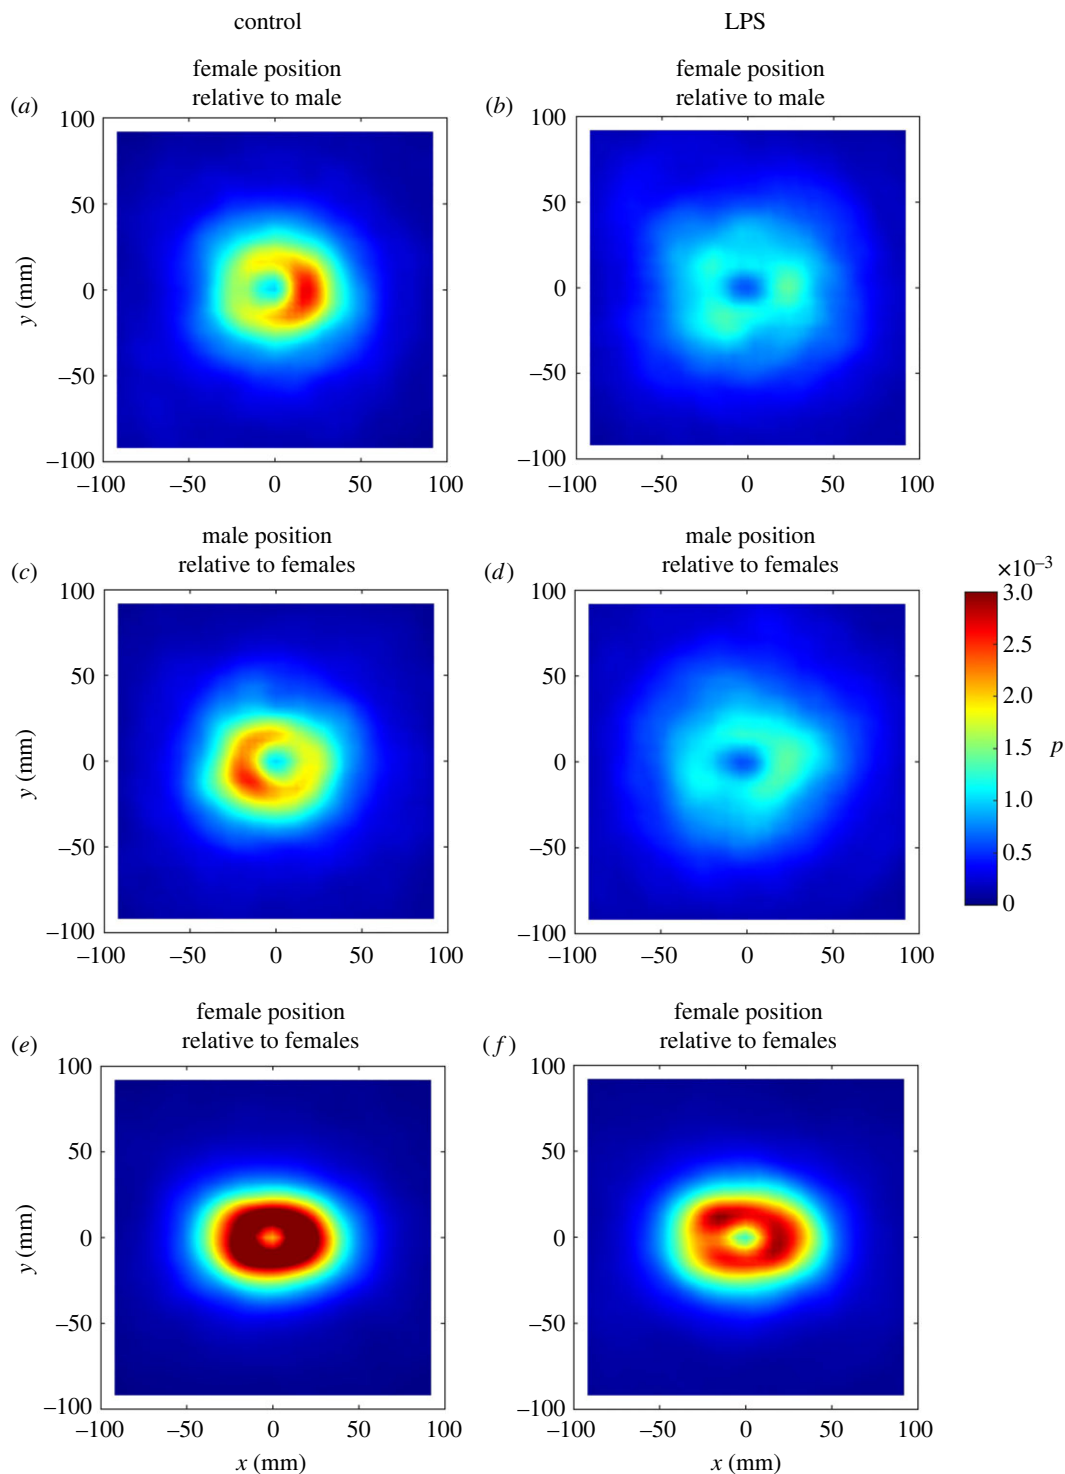 control LPS
female position female position
relative to male relative to male
(a) (b)
100 100
50 50
0 0
–50 –50
–100 –100
y (mm)
–100 –50 0 50 100 –100 –50 0 50 100
male position male position
relative to females relative to females
(c) (d)
100 100
50 50
0 0
–50 –50
–100 –100
y (mm)
–100 –50 0 50 100 –100 –50 0 50 100
×10⁻³
3.0
2.5
2.0
1.5
1.0
0.5
0
p
female position female position
relative to females relative to females
(e) (f)
100 100
50 50
0 0
–50 –50
–100 –100
y (mm)
–100 –50 0 50 100 –100 –50 0 50 100
x (mm) x (mm)